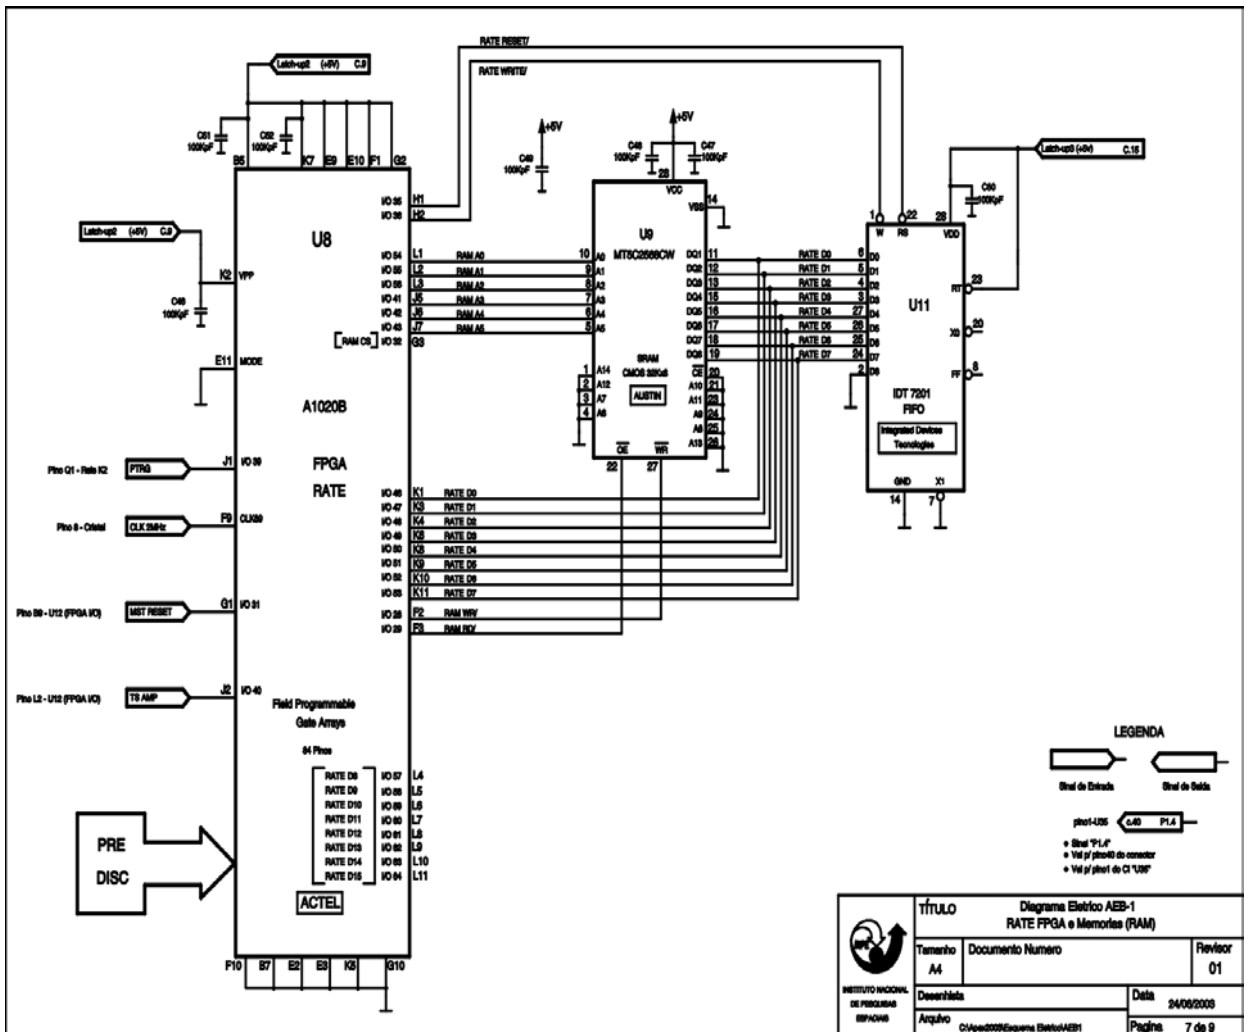 RATE RESET/
Latch-up2 (+5V) C.9
RATE WRITE/
+5V
+5V
C51
100KpF
C52
100KpF
C49
100KpF
C48
100KpF
C47
100KpF
Latch-up3 (+5V) C.15
B5 K7 E9 E10 F1 G2
28
VCC
14
VSS
C50
100KpF
1 22 28
W RS VDD
I/O 35 H1
I/O 36 H2
Latch-up2 (+5V) C.9
U8
U9
MT5C2568CW
K2 VPP
I/O 54 L1 RAM A0 10 A0
I/O 55 L2 RAM A1 9 A1
I/O 56 L3 RAM A2 8 A2
I/O 41 J5 RAM A3 7 A3
I/O 42 J6 RAM A4 6 A4
I/O 43 J7 RAM A5 5 A5
RAM CS I/O 32 G3
DQ1 11 RATE D0 6 D0
DQ2 12 RATE D1 5 D1
DQ3 13 RATE D2 4 D2
DQ4 15 RATE D3 3 D3
DQ5 16 RATE D4 27 D4
DQ6 17 RATE D5 26 D5
DQ7 18 RATE D6 25 D6
DQ8 19 RATE D7 24 D7
2 D8
U11
23
RT
X0 20
FF 8
100KpF
E11 MODE
SRAM
CMOS 32Kx8
AUSTIN
1 A14
2 A12
3 A7
4 A6
CE 20
A10 21
A11 23
A9 24
A8 25
A13 26
OE WR
22 27
IDT 7201
FIFO
Integrated Devices
Tecnologies
GND X1
14 7
A1020B
FPGA
RATE
Pino Q1 - Rate K2 PTRG J1 I/O 39
Pino 8 - Cristal CLK 2MHz F9 CLK89
Pino B9 - U12 (FPGA I/O) MST RESET G1 I/O 31
Pino L2 - U12 (FPGA I/O) TS AMP J2 I/O 40
I/O 46 K1 RATE D0
I/O 47 K3 RATE D1
I/O 48 K4 RATE D2
I/O 49 RATE D3
I/O 50 K8 RATE D4
I/O 51 K9 RATE D5
I/O 52 K10 RATE D6
I/O 53 K11 RATE D7
I/O 28 F2 RAM WR/
I/O 29 F3 RAM RD/
Field Programmable
Gate Arrays
84 Pinos
RATE D8 I/O 57 L4
RATE D9 I/O 58 L5
RATE D10 I/O 59 L6
RATE D11 I/O 60 L7
RATE D12 I/O 61 L8
RATE D13 I/O 62 L9
RATE D14 I/O 63 L10
RATE D15 I/O 64 L11
ACTEL
PRE
DISC
F10 B7 E2 E3 K5 G10
LEGENDA
Sinal de Entrada
Sinal de Saída
pino1-U35 c.40 P1.4
Sinal "P1.4"
Vai p/ pino40 do conector
Vai p/ pino1 do CI
INPE
INSTITUTO NACIONAL
DE PESQUISAS
ESPACIAIS
TÍTULO
Diagrama Eletrico AEB-1
RATE FPGA e Memorias (RAM)
Tamanho
A4
Documento Numero
Revisor
01
Desenhista
Data
24/06/2003
Arquivo
Pagina 7 de 9